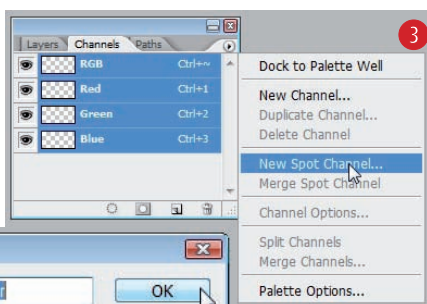 Layers Channels Paths
RGB Ctrl+~
Red Ctrl+1
Green Ctrl+2
Blue Ctrl+3
3
Dock to Palette Well
New Channel...
Duplicate Channel...
Delete Channel
New Spot Channel...
Merge Spot Channel
Channel Options...
Split Channels
Merge Channels...
Palette Options...
OK